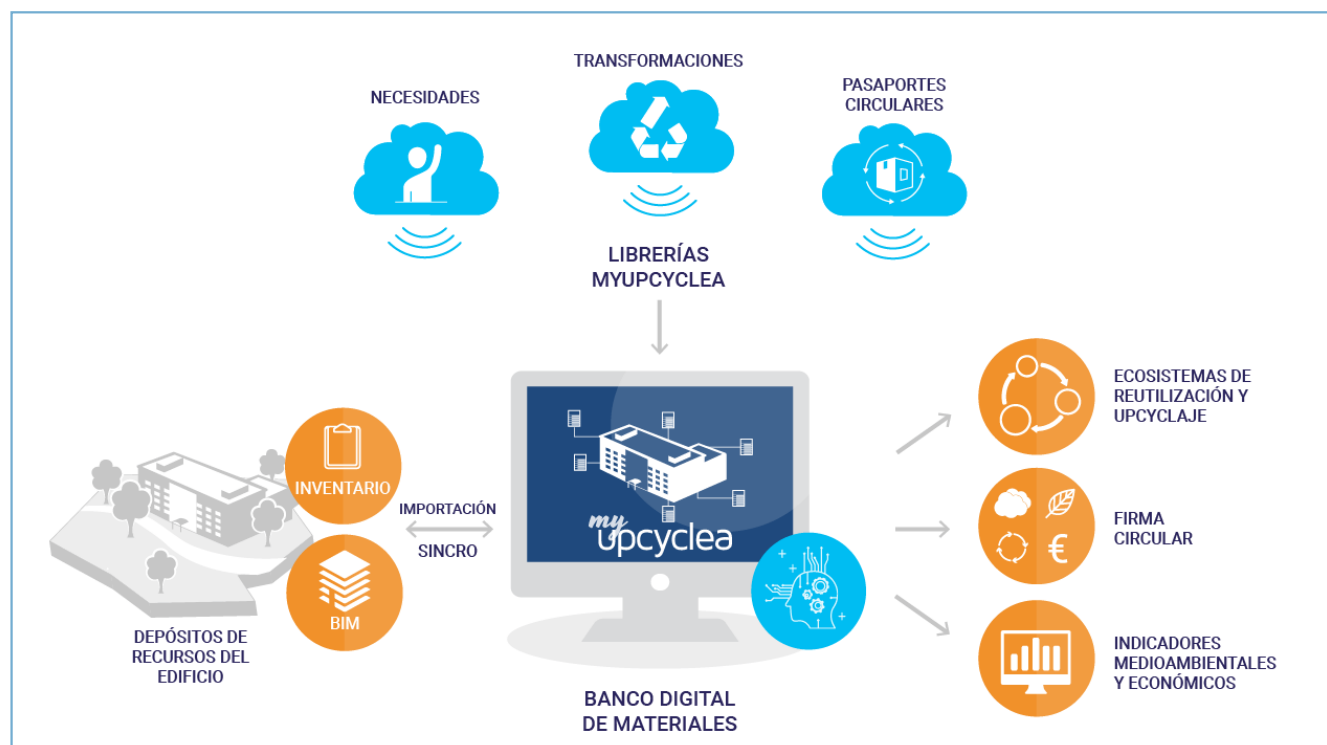 TRANSFORMACIONES
NECESIDADES
PASAPORTES
CIRCULARES
LIBRERÍAS
MYUPCYCLEA
INVENTARIO
BIM
IMPORTACIÓN
SINCRO
DEPÓSITOS DE
RECURSOS DEL
EDIFICIO
my
upcyclea
BANCO DIGITAL
DE MATERIALES
ECOSISTEMAS DE
REUTILIZACIÓN Y
UPCYCLAJE
€
FIRMA
CIRCULAR
INDICADORES
MEDIOAMBIENTALES
Y ECONÓMICOS